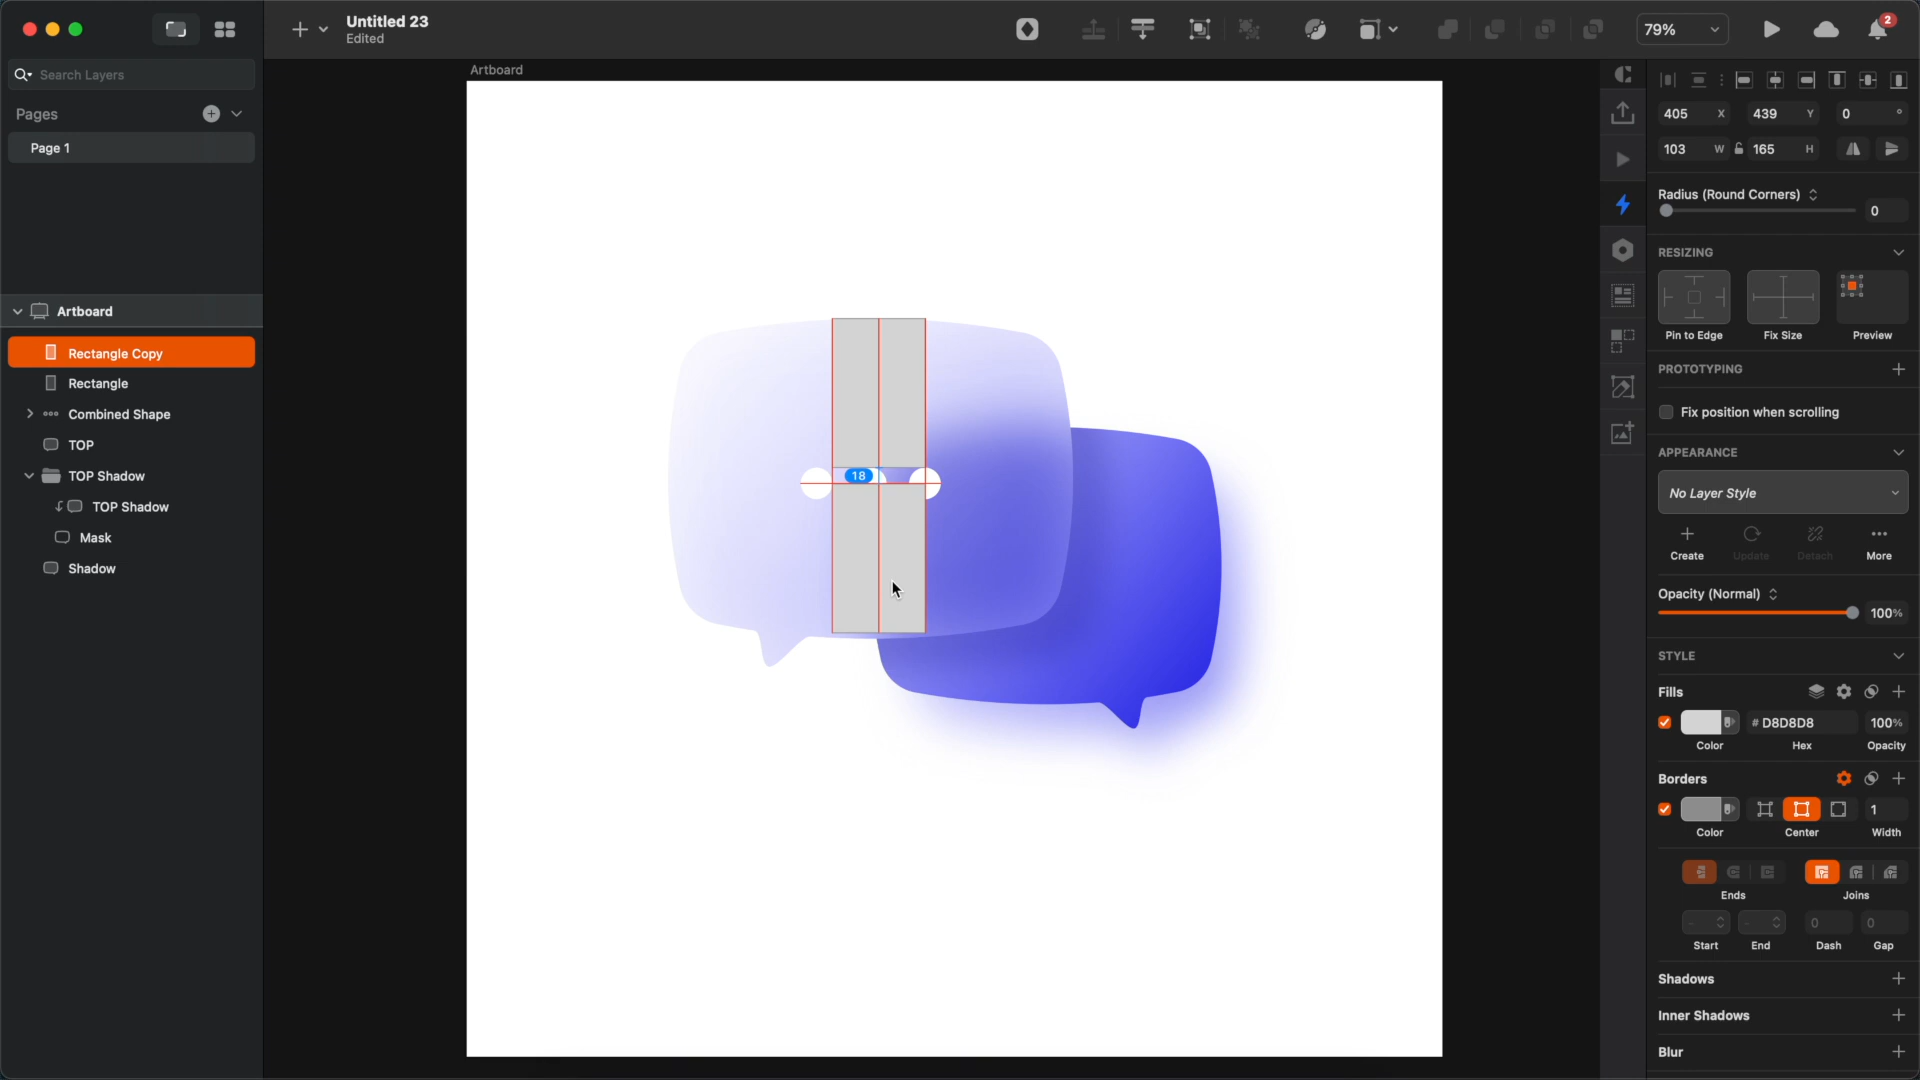 Untitled 23
Edited
79%
2
Search Layers
Pages
Page 1
Artboard
Rectangle Copy
Rectangle
Combined Shape
TOP
TOP Shadow
TOP Shadow
Mask
Shadow
Artboard
18
405 X 439 Y 0 °
103 W 165 H
Radius (Round Corners)
0
RESIZING
Pin to Edge Fix Size Preview
PROTOTYPING
Fix position when scrolling
APPEARANCE
No Layer Style
Create Update Detach More
Opacity (Normal)
100%
STYLE
Fills
# D8D8D8 100%
Color Hex Opacity
Borders
1
Color Center Width
Ends Joins
- - 0 0
Start End Dash Gap
Shadows
Inner Shadows
Blur